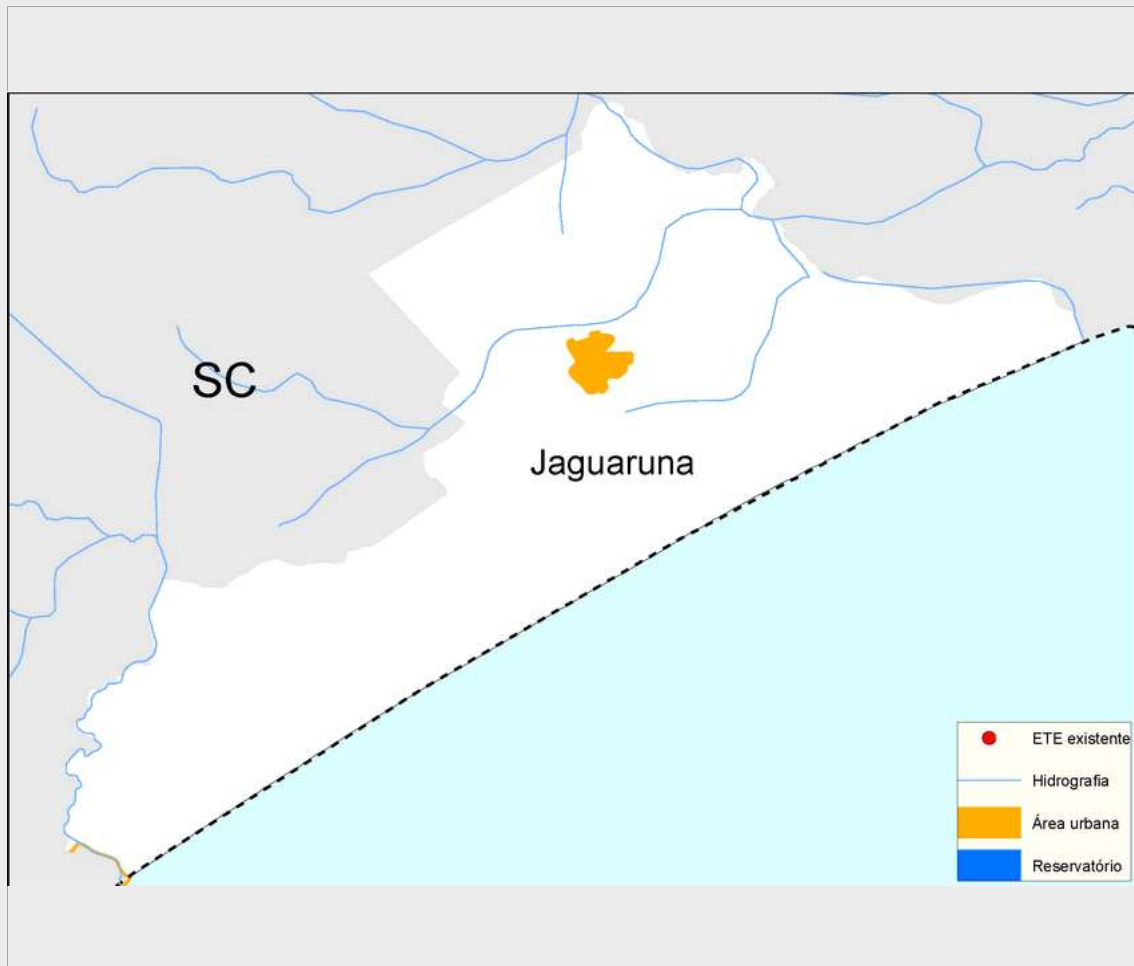 SC
Jaguaruna
ETE existente
Hidrografia
Área urbana
Reservatório